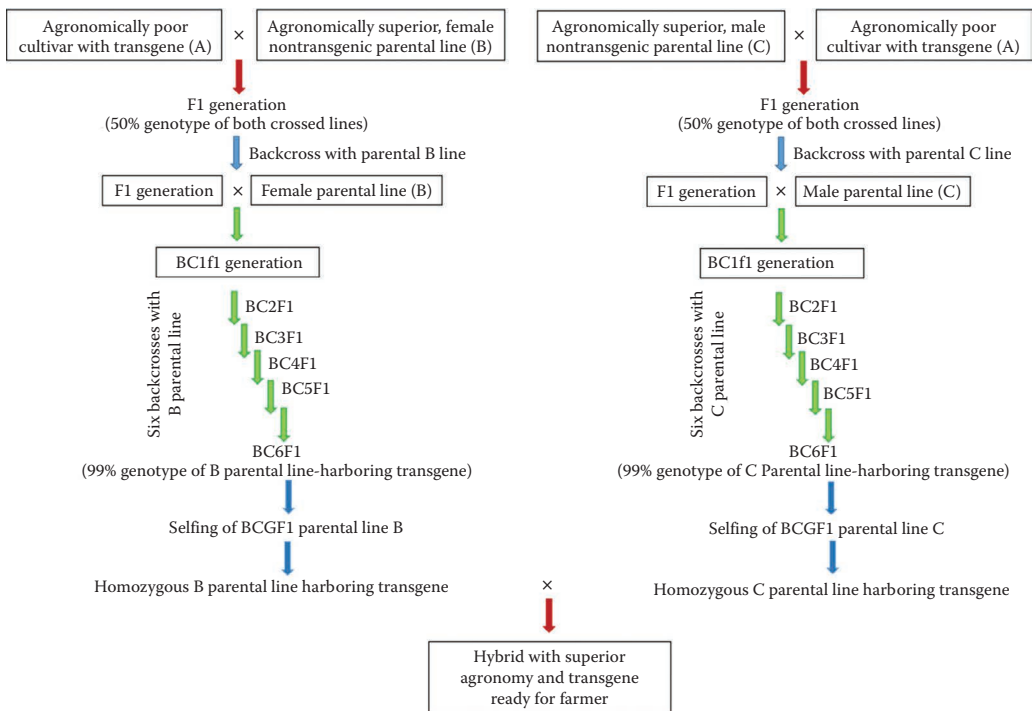 Agronomically poor
cultivar with transgene (A)
×
Agronomically superior, female
nontransgenic parental line (B)
F1 generation
(50% genotype of both crossed lines)
Backcross with parental B line
F1 generation
×
Female parental line (B)
BC1f1 generation
Six backcrosses with
B parental line
BC2F1
BC3F1
BC4F1
BC5F1
BC6F1
(99% genotype of B parental line-harboring transgene)
Selfing of BCGF1 parental line B
Homozygous B parental line harboring transgene
Agronomically superior, male
nontransgenic parental line (C)
×
Agronomically poor
cultivar with transgene (A)
F1 generation
(50% genotype of both crossed lines)
Backcross with parental C line
F1 generation
×
Male parental line (C)
BC1f1 generation
Six backcrosses with
C parental line
BC2F1
BC3F1
BC4F1
BC5F1
BC6F1
(99% genotype of C Parental line-harboring transgene)
Selfing of BCGF1 parental line C
Homozygous C parental line harboring transgene
×
Hybrid with superior
agronomy and transgene
ready for farmer